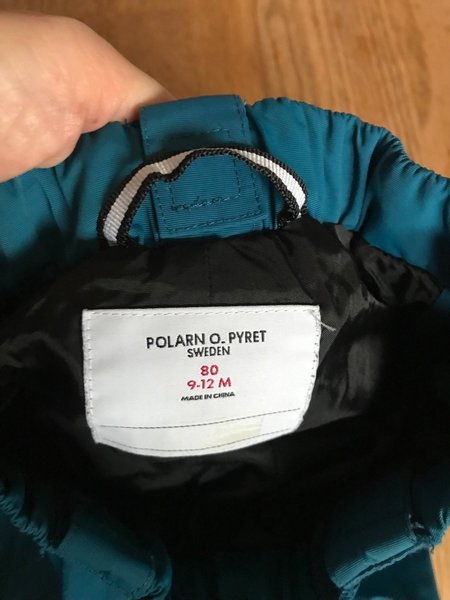 POLARN O. PYRET
SWEDEN
80
9-12 M
MADE IN CHINA